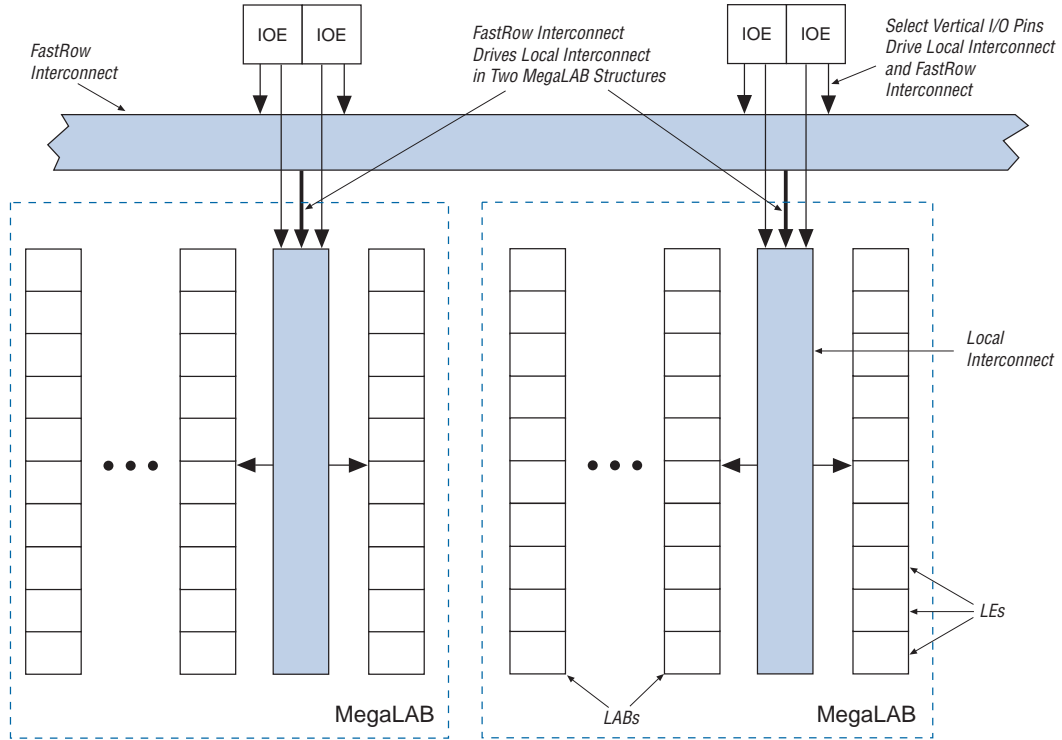 FastRow
Interconnect
IOE
IOE
FastRow Interconnect
Drives Local Interconnect
in Two MegaLAB Structures
IOE
IOE
Select Vertical I/O Pins
Drive Local Interconnect
and FastRow
Interconnect
Local
Interconnect
LEs
LABs
MegaLAB
MegaLAB